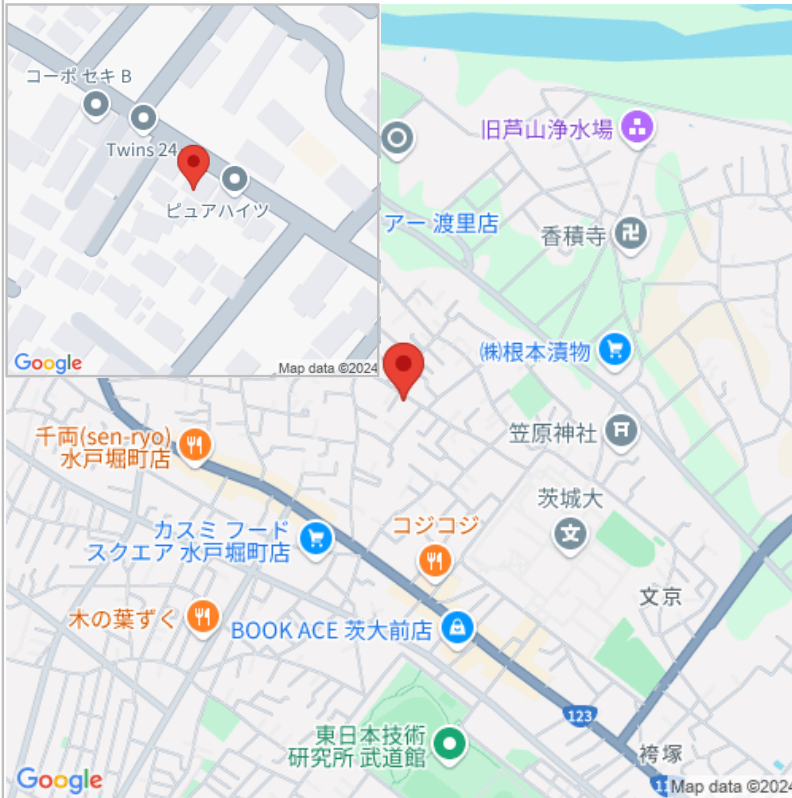 コーポ セキ B
Twins 24
ピュアハイツ
Google
Map data ©2024
旧芦山浄水場
アー 渡里店
香積寺
㈱根本漬物
笠原神社
千両(sen-ryo)
水戸堀町店
茨城大
カスミ フード
スクエア 水戸堀町店
コジコジ
文京
木の葉ずく
BOOK ACE 茨大前店
123
東日本技術
研究所 武道館
袴塚
Google
Map data ©2024